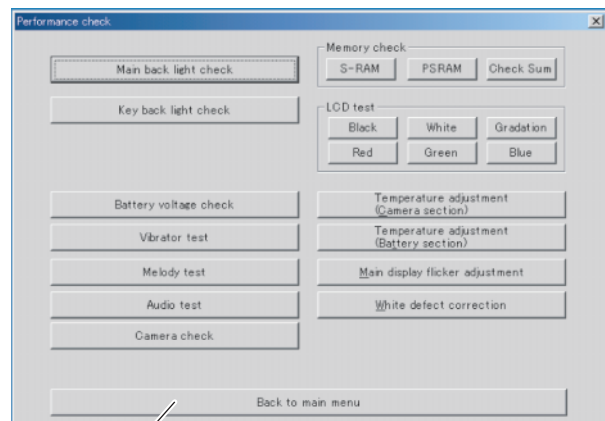 Performance check
Main back light check
Key back light check
Memory check
S-RAM PSRAM Check Sum
LCD test
Black White Gradation
Red Green Blue
Battery voltage check
Vibrator test
Melody test
Audio test
Camera check
Temperature adjustment
(Camera section)
Temperature adjustment
(Battery section)
Main display flicker adjustment
White defect correction
Back to main menu